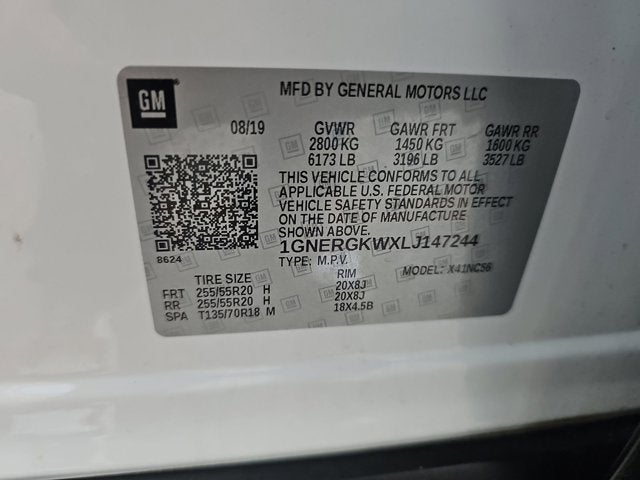 GM
MFD BY GENERAL MOTORS LLC
08/19 GVWR GAWR FRT GAWR RR
2800 KG 1450 KG 1600 KG
6173 LB 3196 LB 3527 LB
THIS VEHICLE CONFORMS TO ALL
APPLICABLE U.S. FEDERAL MOTOR
VEHICLE SAFETY STANDARDS IN EFFECT
ON THE DATE OF MANUFACTURE
SHOWN ABOVE.
8624
1GNERGKWXLJ147244
TYPE: M.P.V. MODEL: X41NC56
TIRE SIZE RIM
FRT 255/55R20 H 20X8J
RR 255/55R20 H 20X8J
SPA T135/70R18 M 18X4.5B